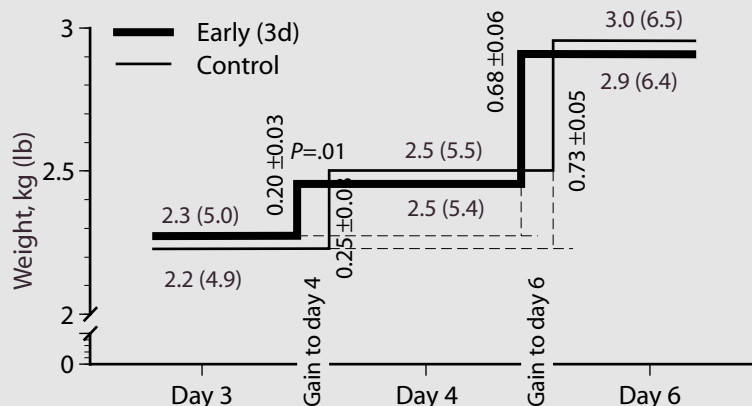 3
Early (3d)
Control
3.0 (6.5)
0.68 ±0.06
2.9 (6.4)
0.20 ±0.03
P=.01
2.5 (5.5)
0.73 ±0.05
2.5
Weight, kg (lb)
2.3 (5.0)
2.5 (5.4)
0.25 ±0.0
2.2 (4.9)
2
Gain to day 4
Gain to day 6
0
Day 3
Day 4
Day 6